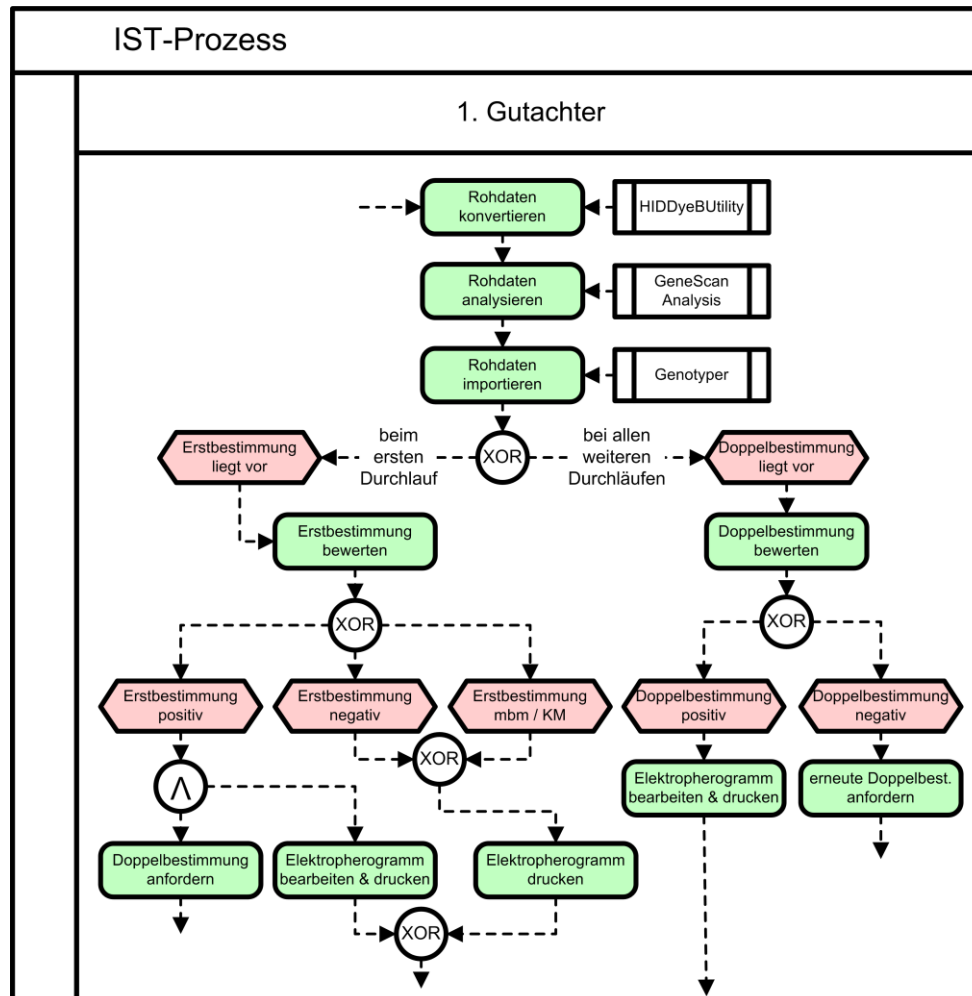 IST-Prozess
1. Gutachter
Rohdaten
konvertieren
HIDDyeBUtility
Rohdaten
analysieren
GeneScan
Analysis
Rohdaten
importieren
Genotyper
Erstbestimmung
liegt vor
beim
ersten
Durchlauf
XOR
bei allen
weiteren
Durchläufen
Doppelbestimmung
liegt vor
Erstbestimmung
bewerten
Doppelbestimmung
bewerten
XOR
XOR
Erstbestimmung
positiv
Erstbestimmung
negativ
Erstbestimmung
mbm / KM
Doppelbestimmung
positiv
Doppelbestimmung
negativ
XOR
Λ
Elektropherogramm
bearbeiten & drucken
erneute Doppelbest.
anfordern
Doppelbestimmung
anfordern
Elektropherogramm
bearbeiten & drucken
Elektropherogramm
drucken
XOR